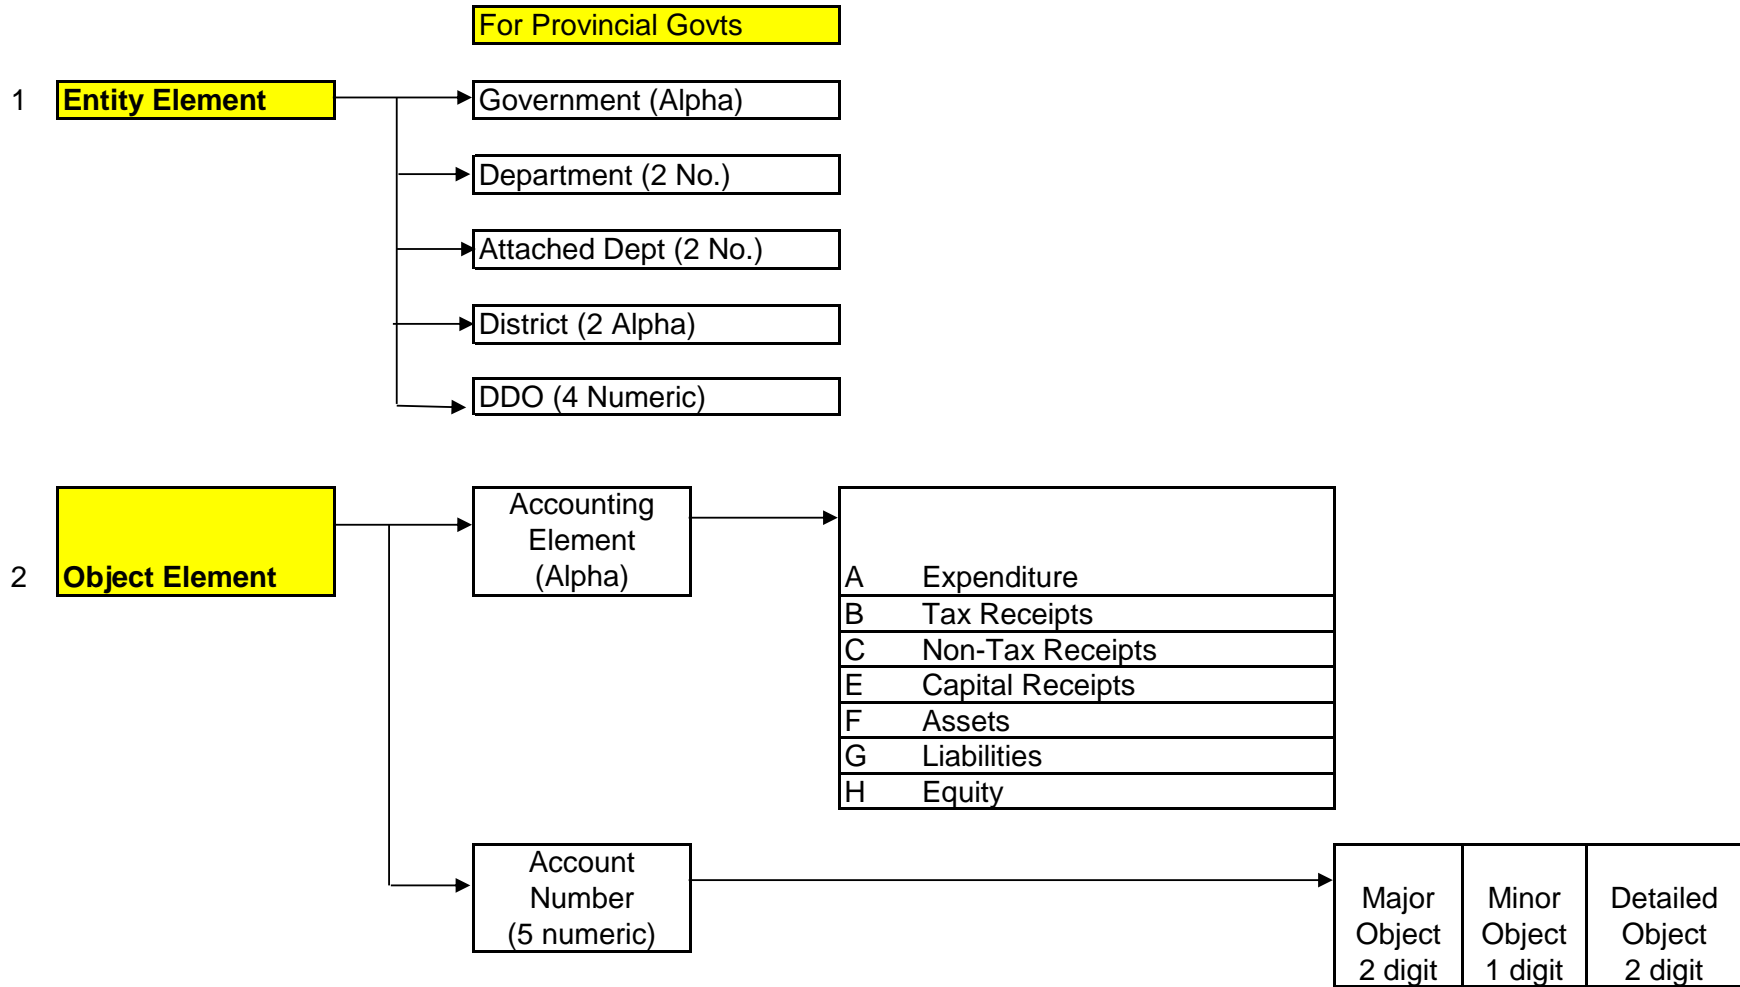 For Provincial Govts
1 Entity Element Government (Alpha)
Department (2 No.)
Attached Dept (2 No.)
District (2 Alpha)
DDO (4 Numeric)
2 Object Element
Accounting
Element
(Alpha)
A Expenditure
B Tax Receipts
C Non-Tax Receipts
E Capital Receipts
F Assets
G Liabilities
H Equity
Account
Number
(5 numeric)
Major
Object
2 digit
Minor
Object
1 digit
Detailed
Object
2 digit